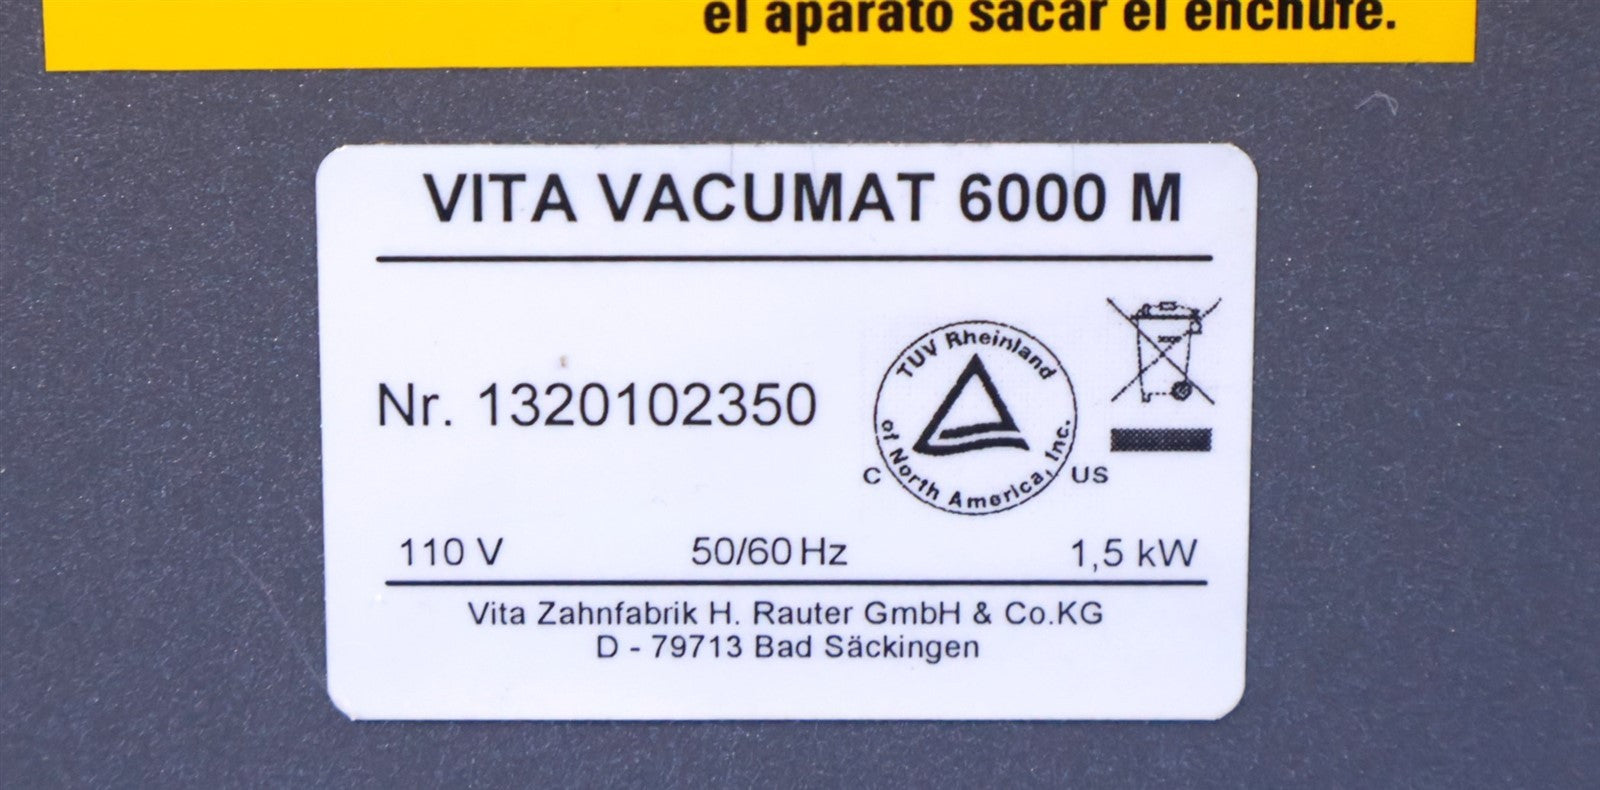 el aparato sacar el enchufe.
VITA VACUMAT 6000 M
Nr. 1320102350
TUV Rheinland
of North America, Inc.
C US
110 V 50/60 Hz 1,5 kW
Vita Zahnfabrik H. Rauter GmbH & Co.KG
D - 79713 Bad Säckingen